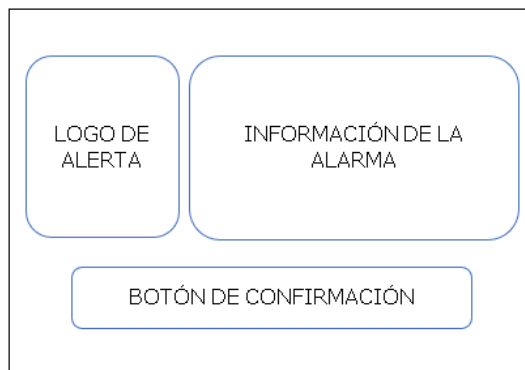 LOGO DE
ALERTA
INFORMACIÓN DE LA
ALARMA
BOTÓN DE CONFIRMACIÓN